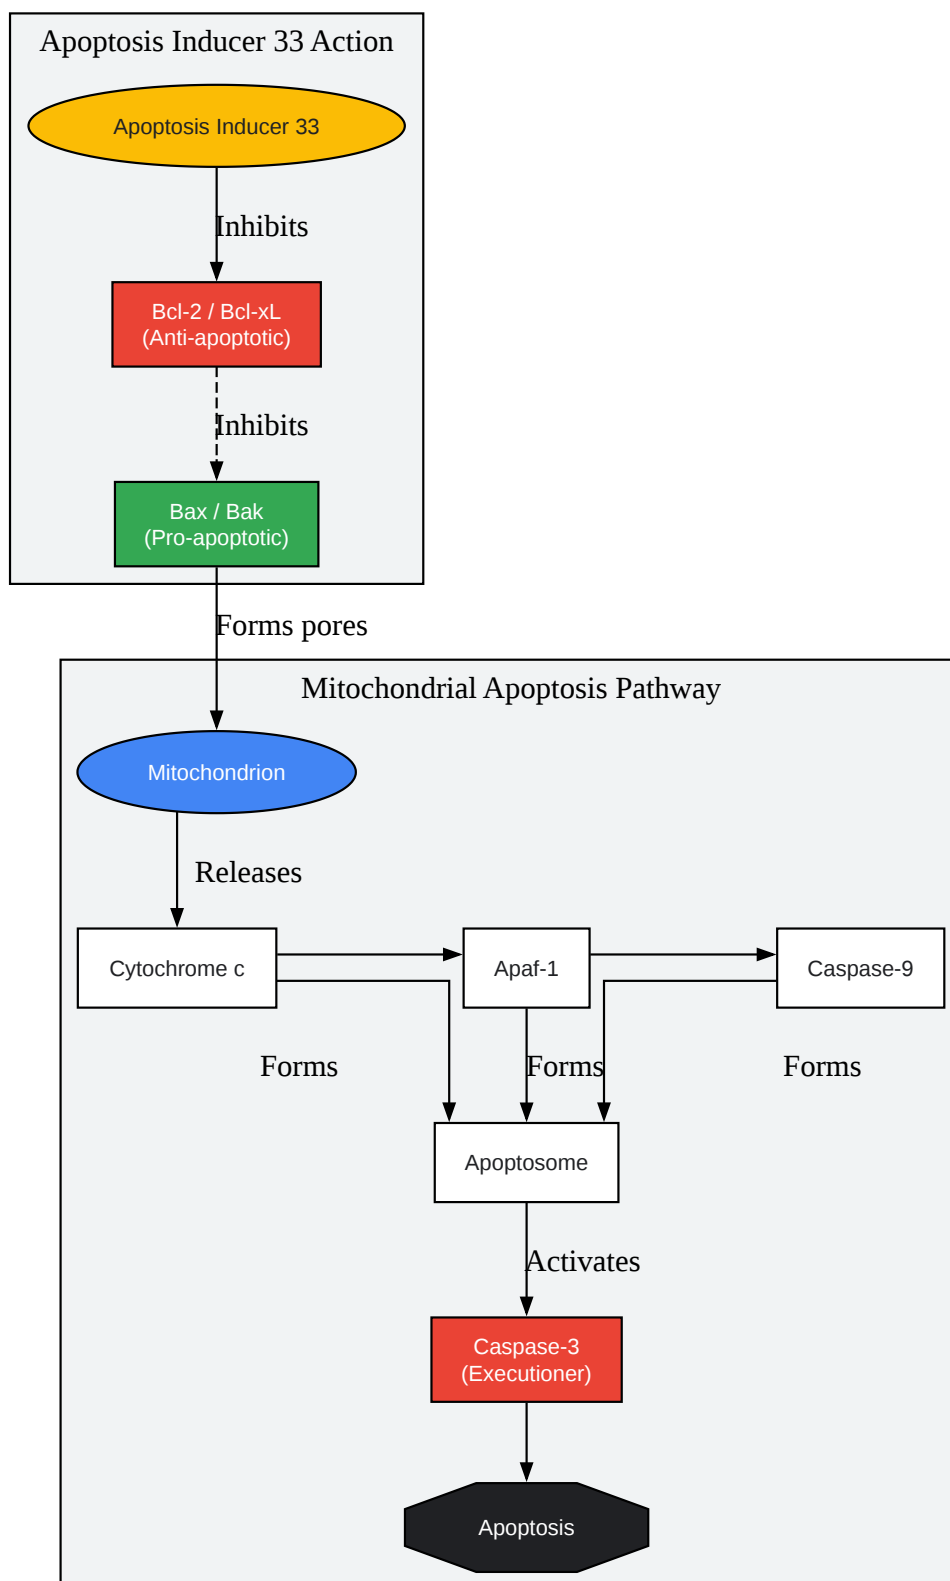 Apoptosis Inducer 33 Action
Apoptosis Inducer 33
Inhibits
Bcl-2 / Bcl-xL
(Anti-apoptotic)
Inhibits
Bax / Bak
(Pro-apoptotic)
Forms pores
Mitochondrial Apoptosis Pathway
Mitochondrion
Releases
Cytochrome c
Apaf-1
Caspase-9
Forms
Forms
Forms
Apoptosome
Activates
Caspase-3
(Executioner)
Apoptosis